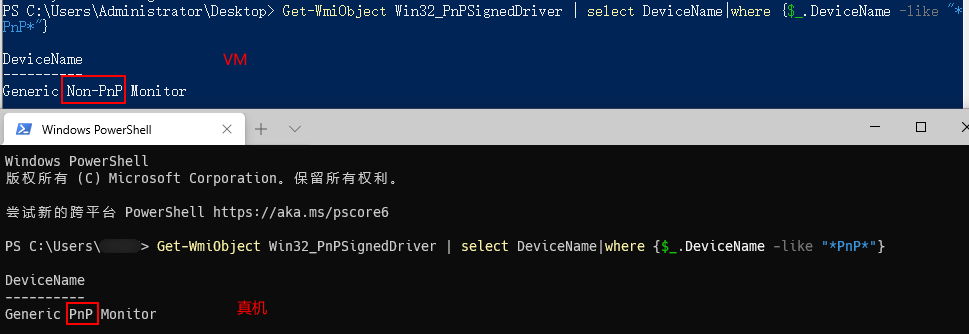 PS C:\Users\Administrator\Desktop> Get-WmiObject Win32_PnPSignedDriver | select DeviceName|where {$_.DeviceName -like "*
PnP*"}
DeviceName
VM
----------
Generic Non-PnP Monitor
Windows PowerShell
Windows PowerShell
版权所有 (C) Microsoft Corporation。保留所有权利。
尝试新的跨平台 PowerShell https://aka.ms/pscore6
PS C:\Users\> Get-WmiObject Win32_PnPSignedDriver | select DeviceName|where {$_.DeviceName -like "*PnP*"}
DeviceName
----------
Generic PnP Monitor
真机